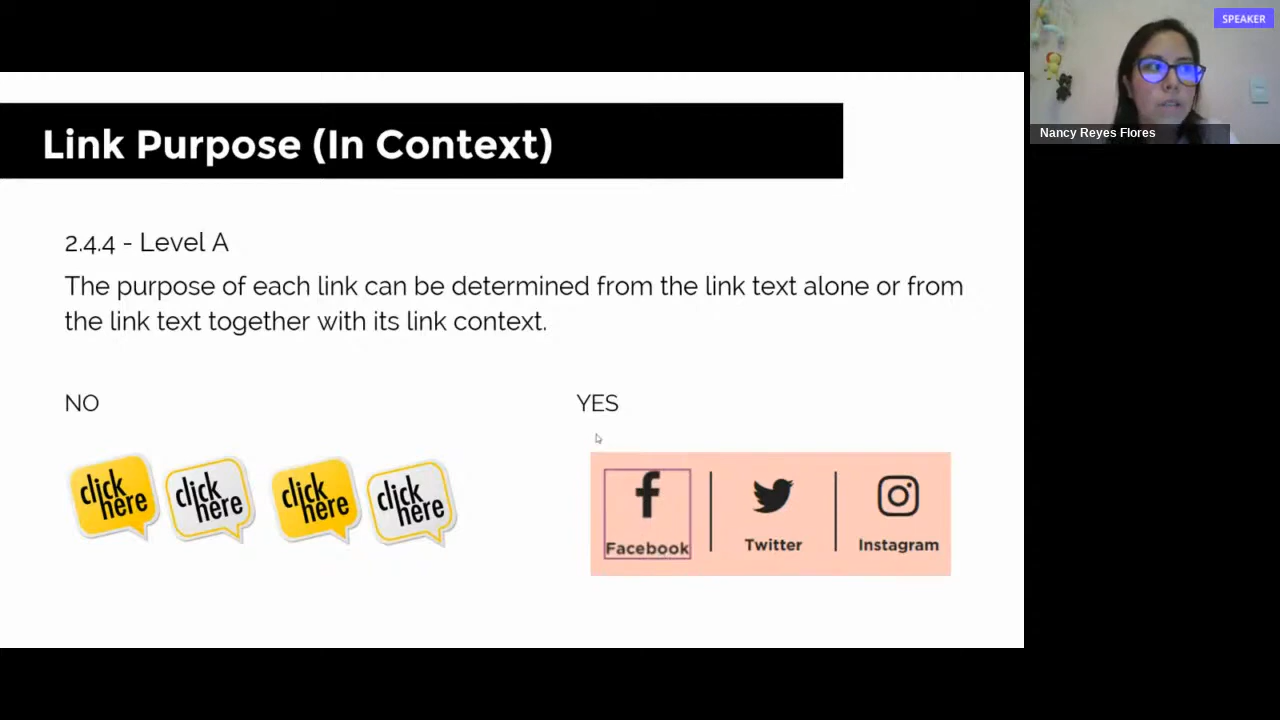 SPEAKER
Nancy Reyes Flores
Link Purpose (In Context)
2.4.4 - Level A
The purpose of each link can be determined from the link text alone or from
the link text together with its link context.
NO
YES
click
here
click
here
click
here
click
here
Facebook
Twitter
Instagram